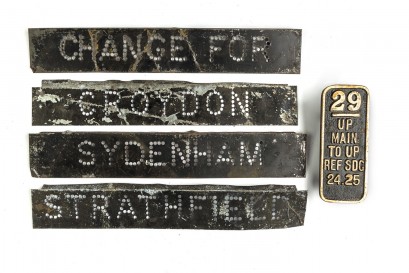 CHANGE FOR
CROYDON
SYDENHAM
STRATHFIELD
29
UP
MAIN
TO UP
REF SDG
24.25